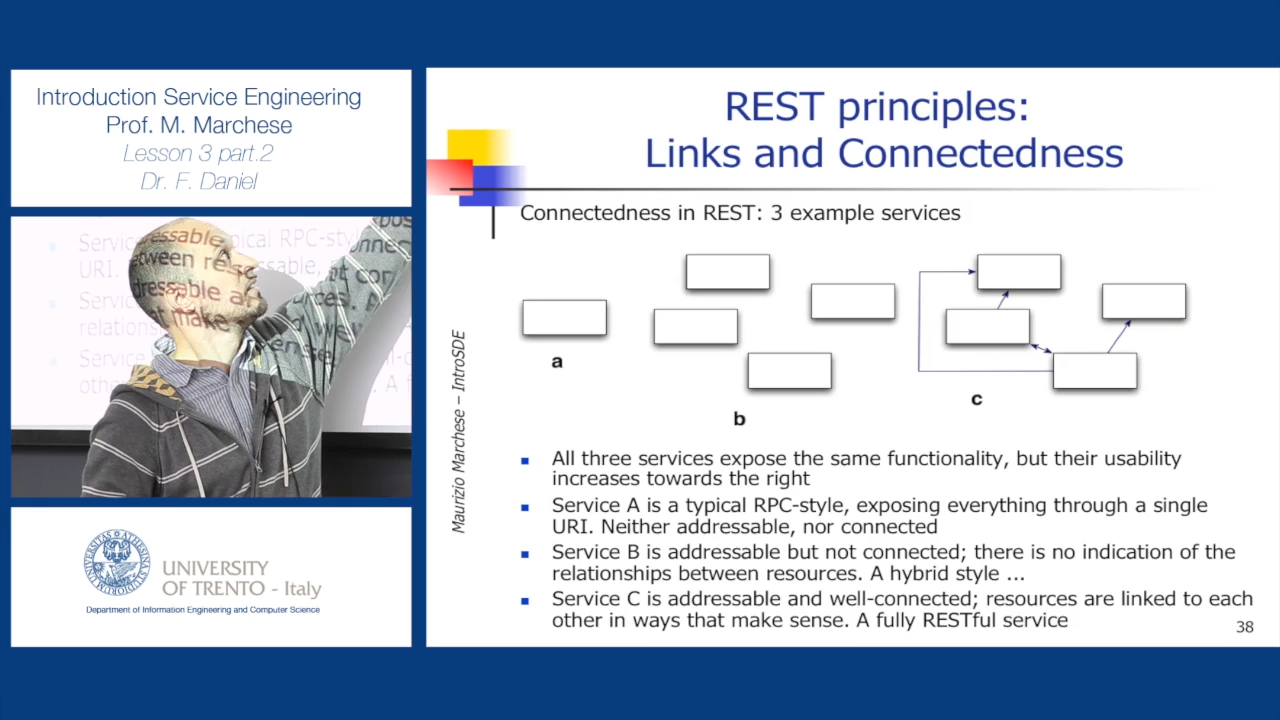 Introduction Service Engineering
Prof. M. Marchese
Lesson 3 part.2
Dr. F. Daniel
UNIVERSITY
OF TRENTO - Italy
Department of Information Engineering and Computer Science
REST principles:
Links and Connectedness
Connectedness in REST: 3 example services
a
b
c
Maurizio Marchese – IntroSDE
All three services expose the same functionality, but their usability
increases towards the right
Service A is a typical RPC-style, exposing everything through a single
URI. Neither addressable, nor connected
Service B is addressable but not connected; there is no indication of the
relationships between resources. A hybrid style ...
Service C is addressable and well-connected; resources are linked to each
other in ways that make sense. A fully RESTful service
38